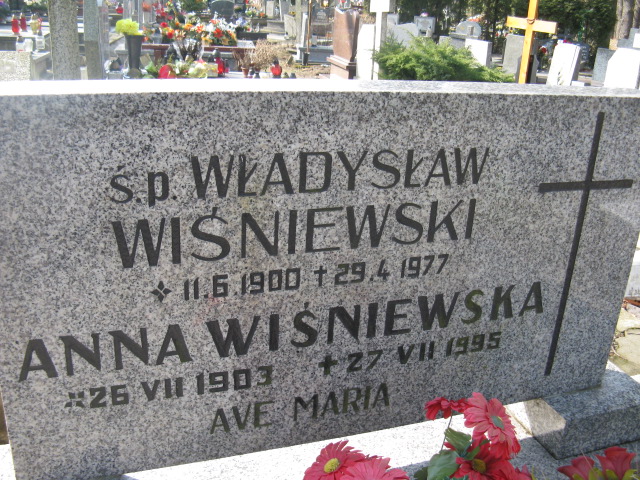 ś.p. WŁADYSŁAW
WIŚNIEWSKI
11.6 1900 + 29.4 1977
ANNA WIŚNIEWSKA
26 VII 1903 + 27 VII 1995
AVE MARIA